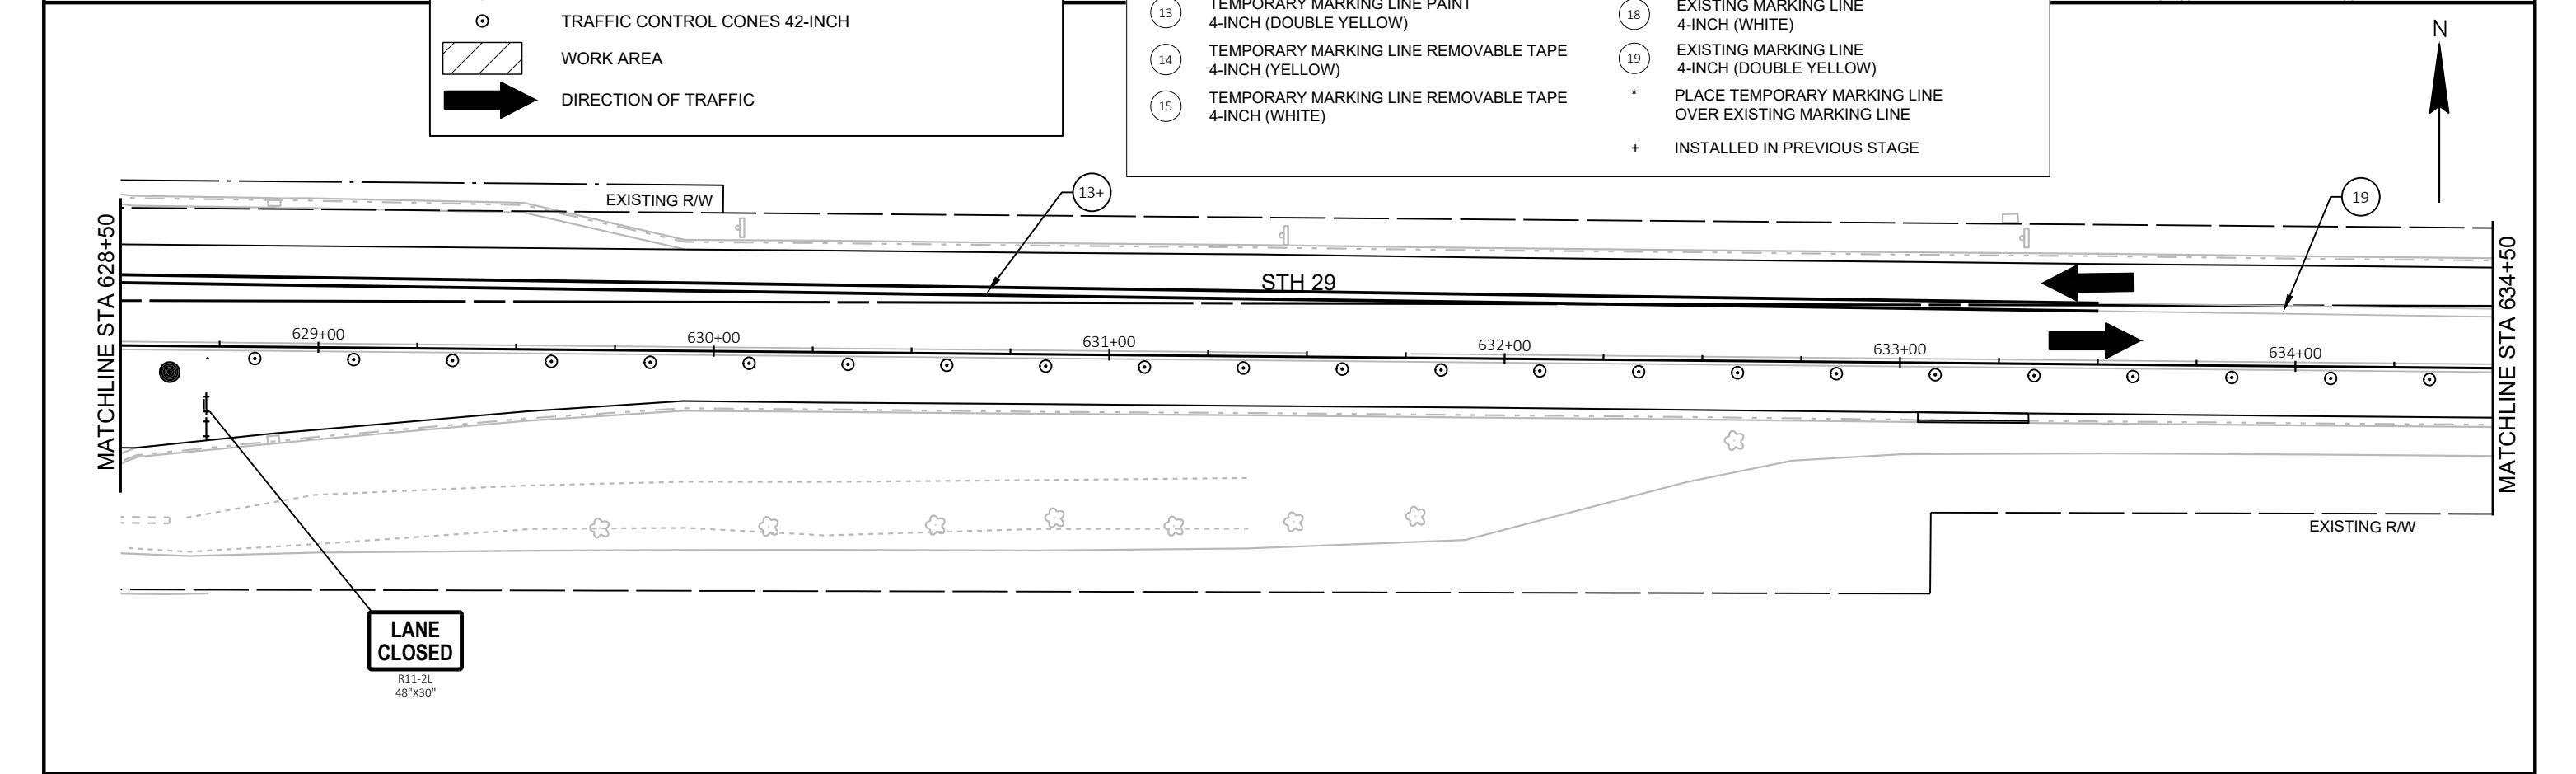 TRAFFIC CONTROL CONES 42-INCH
WORK AREA
DIRECTION OF TRAFFIC
13
TEMPORARY MARKING LINE PAINT
4-INCH (DOUBLE YELLOW)
14
TEMPORARY MARKING LINE REMOVABLE TAPE
4-INCH (YELLOW)
15
TEMPORARY MARKING LINE REMOVABLE TAPE
4-INCH (WHITE)
18
EXISTING MARKING LINE
4-INCH (WHITE)
19
EXISTING MARKING LINE
4-INCH (DOUBLE YELLOW)
*
PLACE TEMPORARY MARKING LINE
OVER EXISTING MARKING LINE
+
INSTALLED IN PREVIOUS STAGE
N
EXISTING R/W
13+
19
MATCHLINE STA 628+50
STH 29
MATCHLINE STA 634+50
629+00
630+00
631+00
632+00
633+00
634+00
EXISTING R/W
LANE
CLOSED
R11-2L
48"X30"